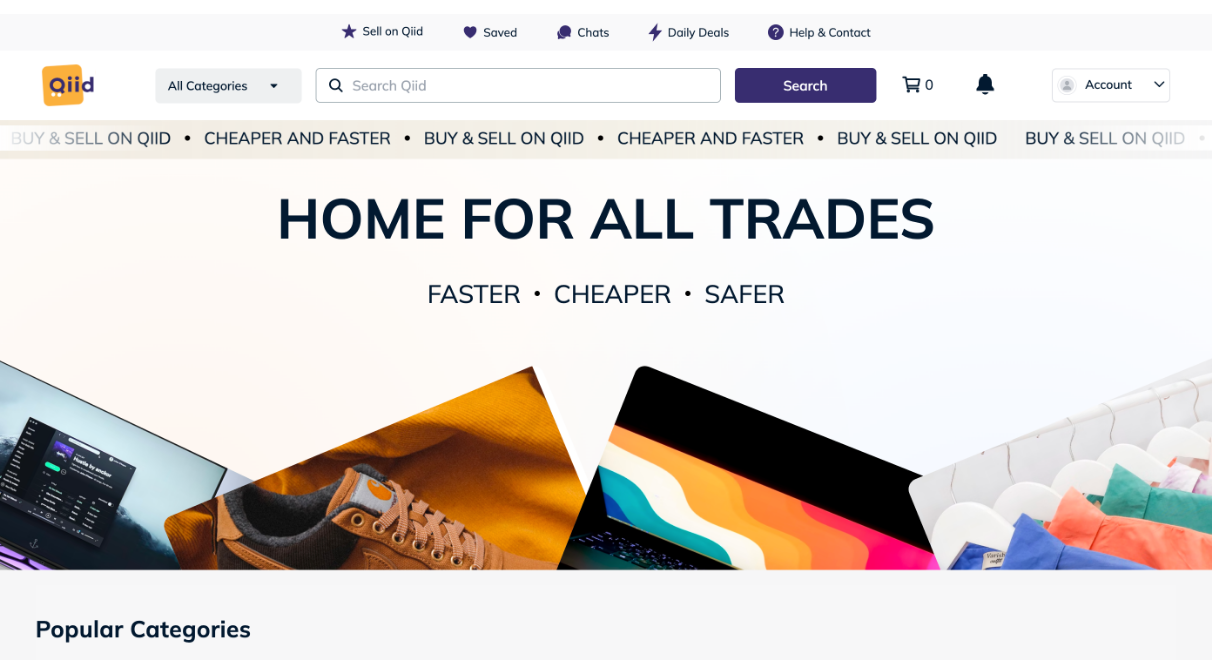 Sell on Qiid Saved Chats Daily Deals Help & Contact
Qiid All Categories Search Qiid Search 0 Account
BUY & SELL ON QIID • CHEAPER AND FASTER • BUY & SELL ON QIID • CHEAPER AND FASTER • BUY & SELL ON QIID BUY & SELL ON QIID •
HOME FOR ALL TRADES
FASTER • CHEAPER • SAFER
Popular Categories